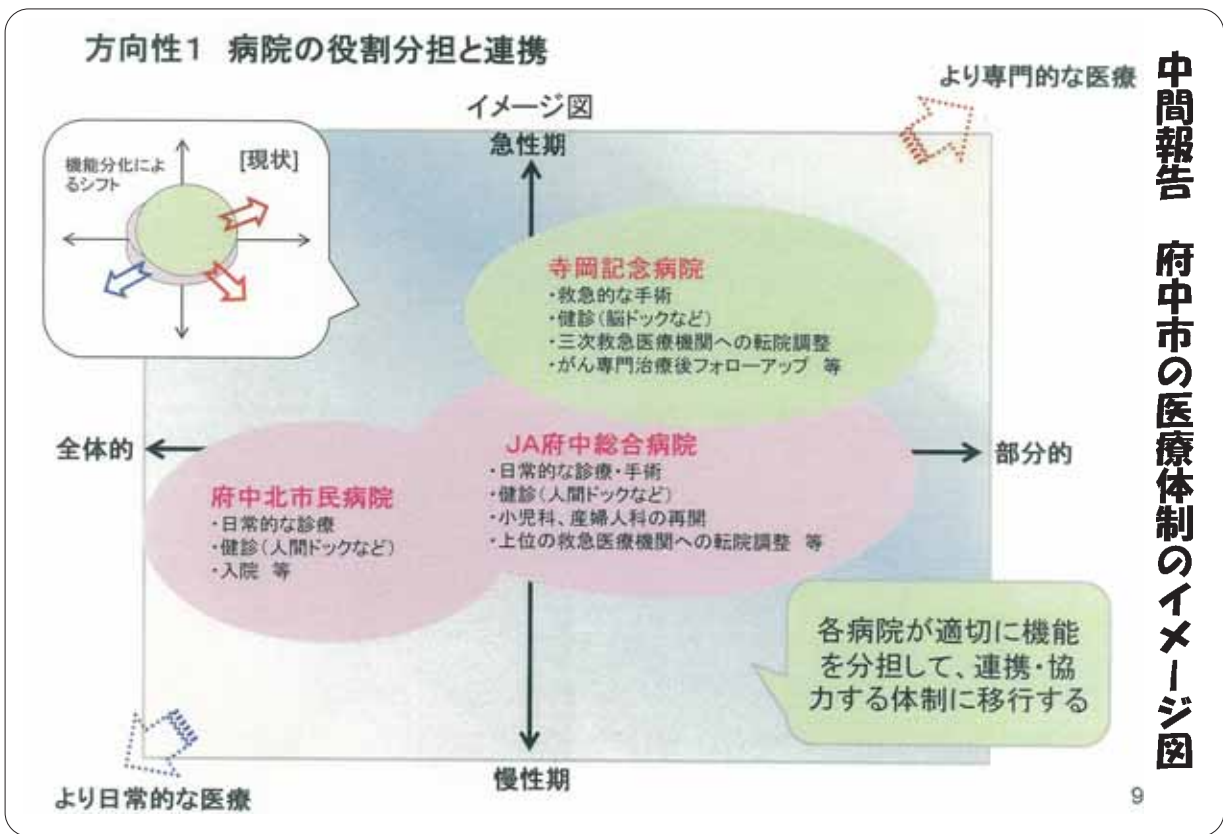 方向性1 病院の役割分担と連携
中間報告 府中市の医療体制のイメージ図
より専門的な医療
イメージ図
急性期
機能分化によ
るシフト
[現状]
寺岡記念病院
・救急的な手術
・健診(脳ドックなど)
・三次救急医療機関への転院調整
・がん専門治療後フォローアップ 等
全体的
部分的
JA府中総合病院
・日常的な診療・手術
・健診(人間ドックなど)
・小児科、産婦人科の再開
・上位の救急医療機関への転院調整 等
府中北市民病院
・日常的な診療
・健診(人間ドックなど)
・入院 等
各病院が適切に機能
を分担して、連携・協
力する体制に移行する
慢性期
より日常的な医療
9